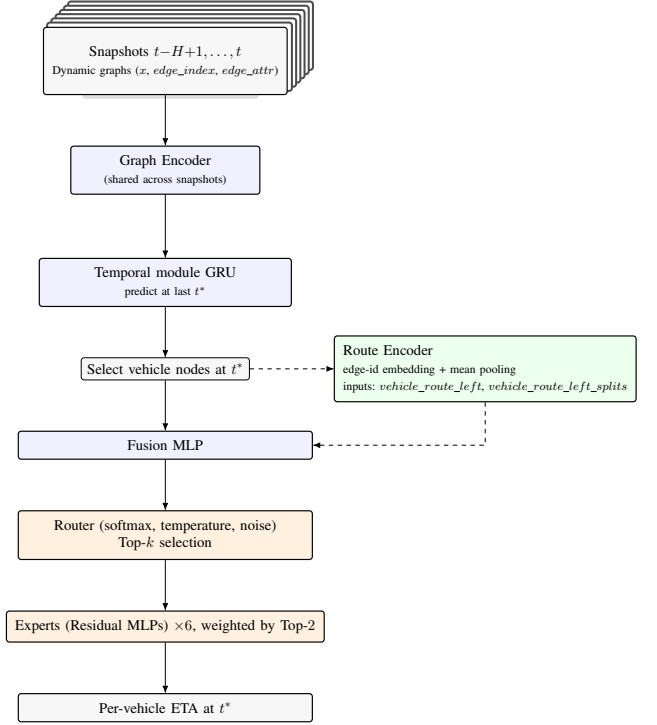 Snapshots t−H+1, . . . , t
Dynamic graphs (x, edge_index, edge_attr)
Graph Encoder
(shared across snapshots)
Temporal module GRU
predict at last t*
Select vehicle nodes at t*
Route Encoder
edge-id embedding + mean pooling
inputs: vehicle_route_left, vehicle_route_left_splits
Fusion MLP
Router (softmax, temperature, noise)
Top-k selection
Experts (Residual MLPs) ×6, weighted by Top-2
Per-vehicle ETA at t*